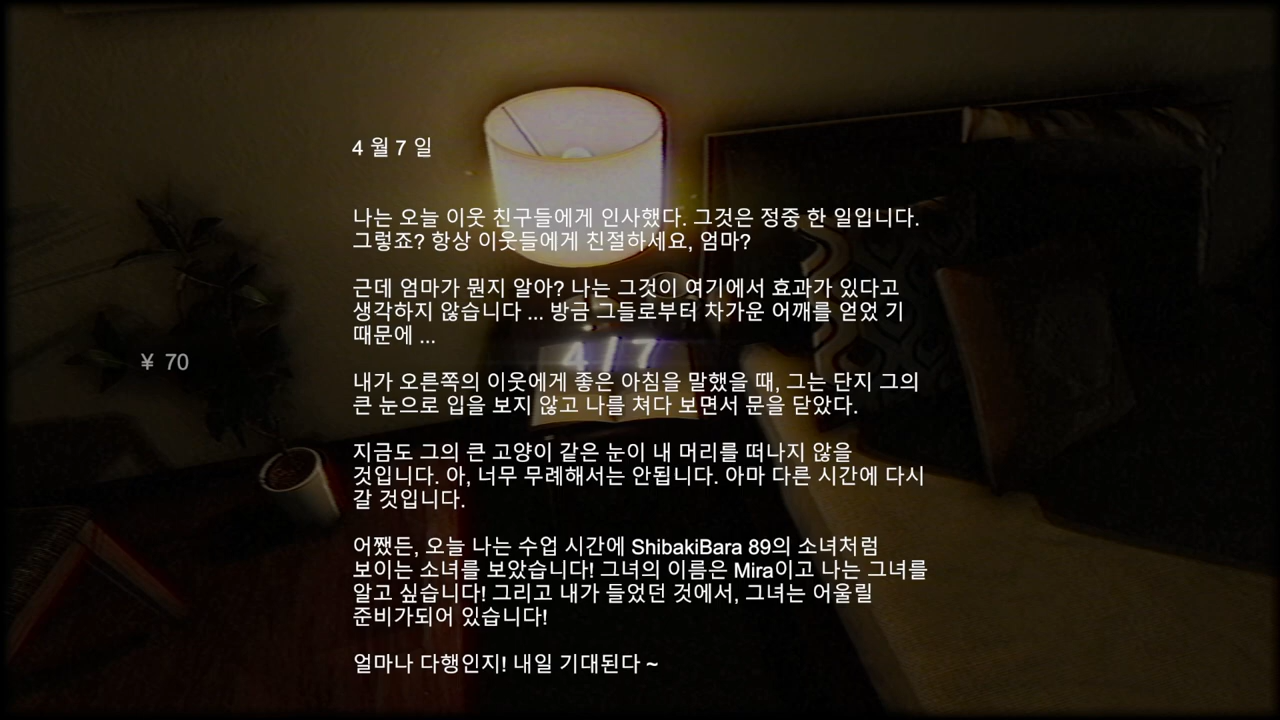 4 월 7 일
나는 오늘 이웃 친구들에게 인사했다. 그것은 정중 한 일입니다.
그렇죠? 항상 이웃들에게 친절하세요, 엄마?
근데 엄마가 뭔지 알아? 나는 그것이 여기에서 효과가 있다고
생각하지 않습니다 ... 방금 그들로부터 차가운 어깨를 얻었 기
때문에 ...
4/7
¥ 70
내가 오른쪽의 이웃에게 좋은 아침을 말했을 때, 그는 단지 그의
큰 눈으로 입을 보지 않고 나를 쳐다 보면서 문을 닫았다.
지금도 그의 큰 고양이 같은 눈이 내 머리를 떠나지 않을
것입니다. 아, 너무 무례해서는 안됩니다. 아마 다른 시간에 다시
갈 것입니다.
어쨌든, 오늘 나는 수업 시간에 ShibakiBara 89의 소녀처럼
보이는 소녀를 보았습니다! 그녀의 이름은 Mira이고 나는 그녀를
알고 싶습니다! 그리고 내가 들었던 것에서, 그녀는 어울릴
준비가되어 있습니다!
얼마나 다행인지! 내일 기대된다 ~